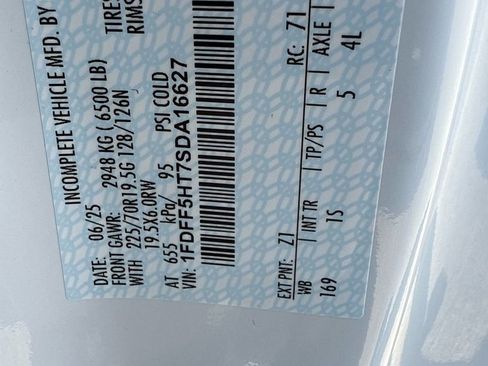 INCOMPLETE VEHICLE MFD. BY
DATE: 06/25
FRONT GAWR: 2948 KG ( 6500 LB)
WITH 225/70R19.5G 128/126N TIRES
19.5X6.0RW RIMS
AT 655 kPa/ 95 PSI COLD
VIN: 1FDFF5HT7SDA16627
EXT PNT: Z1 RC: 71
WB INT TR TP/PS R AXLE
169 1S 5 4L